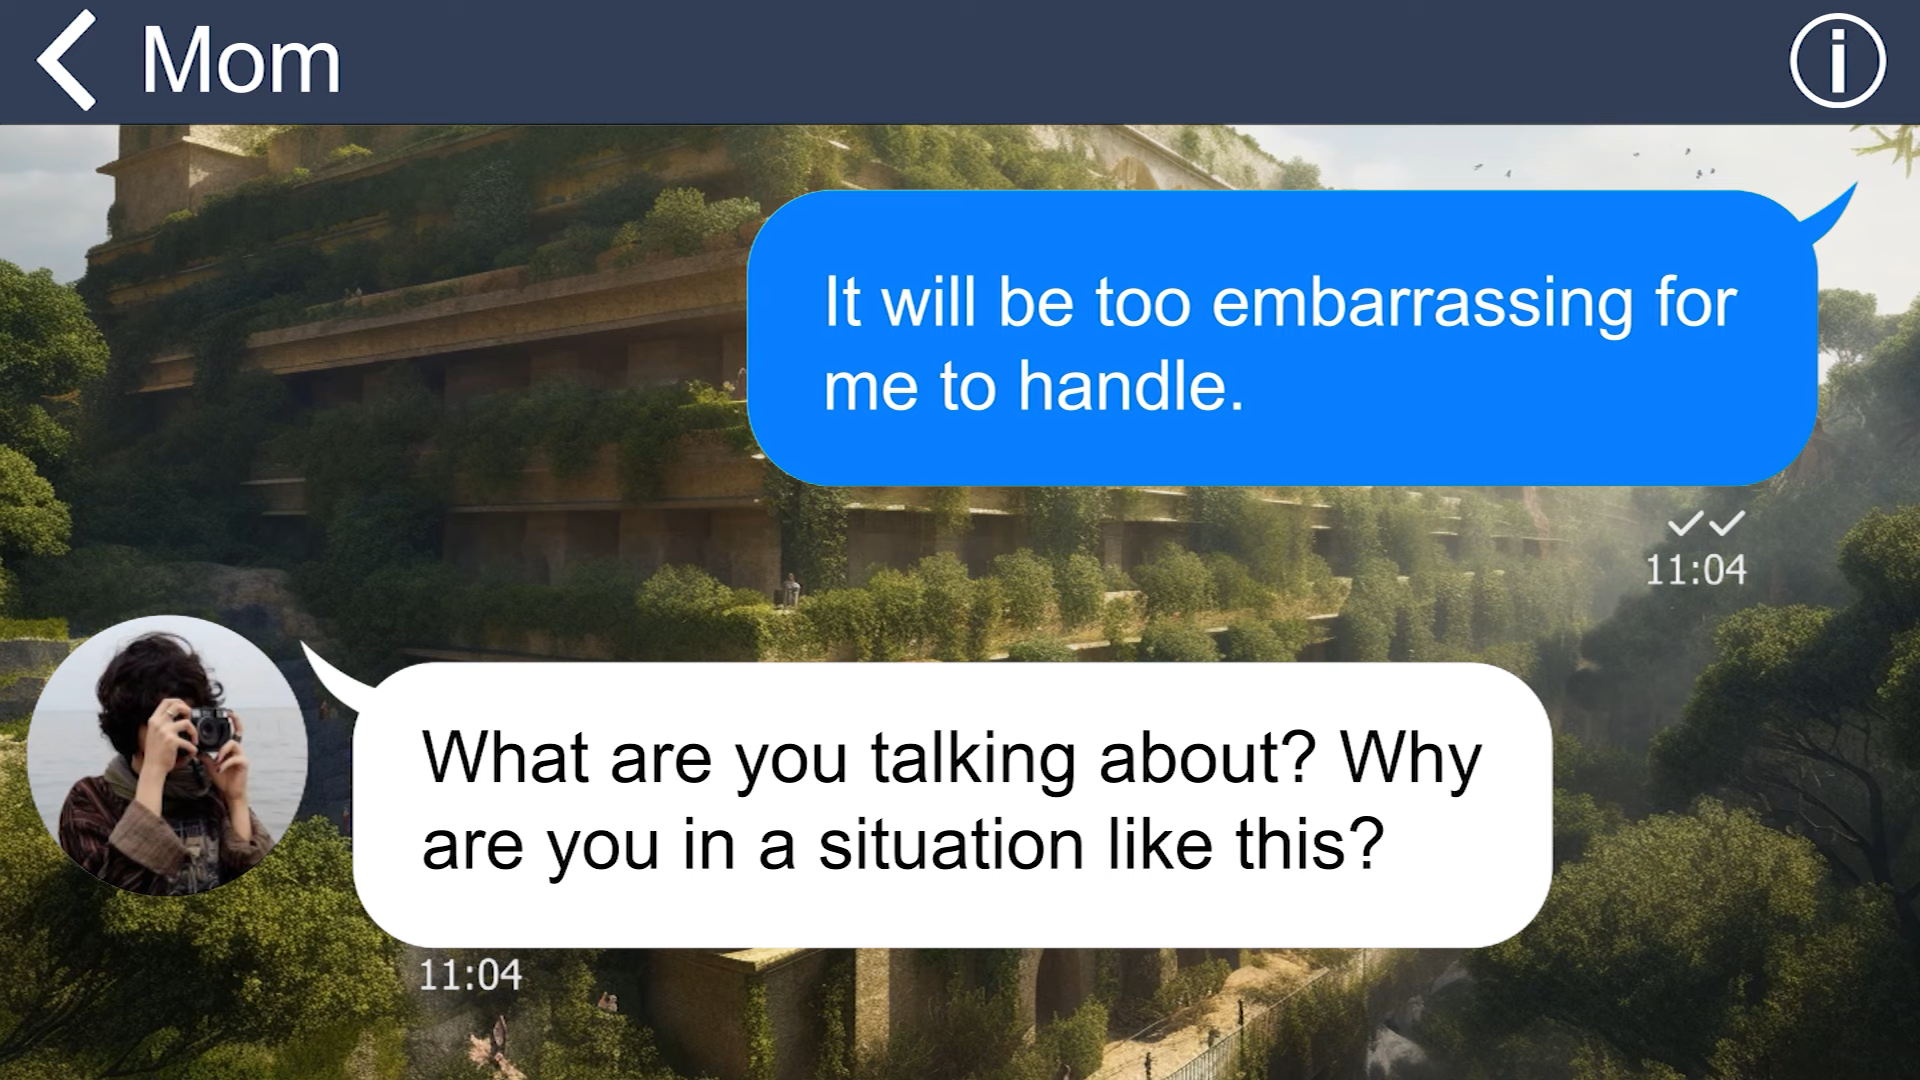 Mom
It will be too embarrassing for
me to handle.
11:04
What are you talking about? Why
are you in a situation like this?
11:04